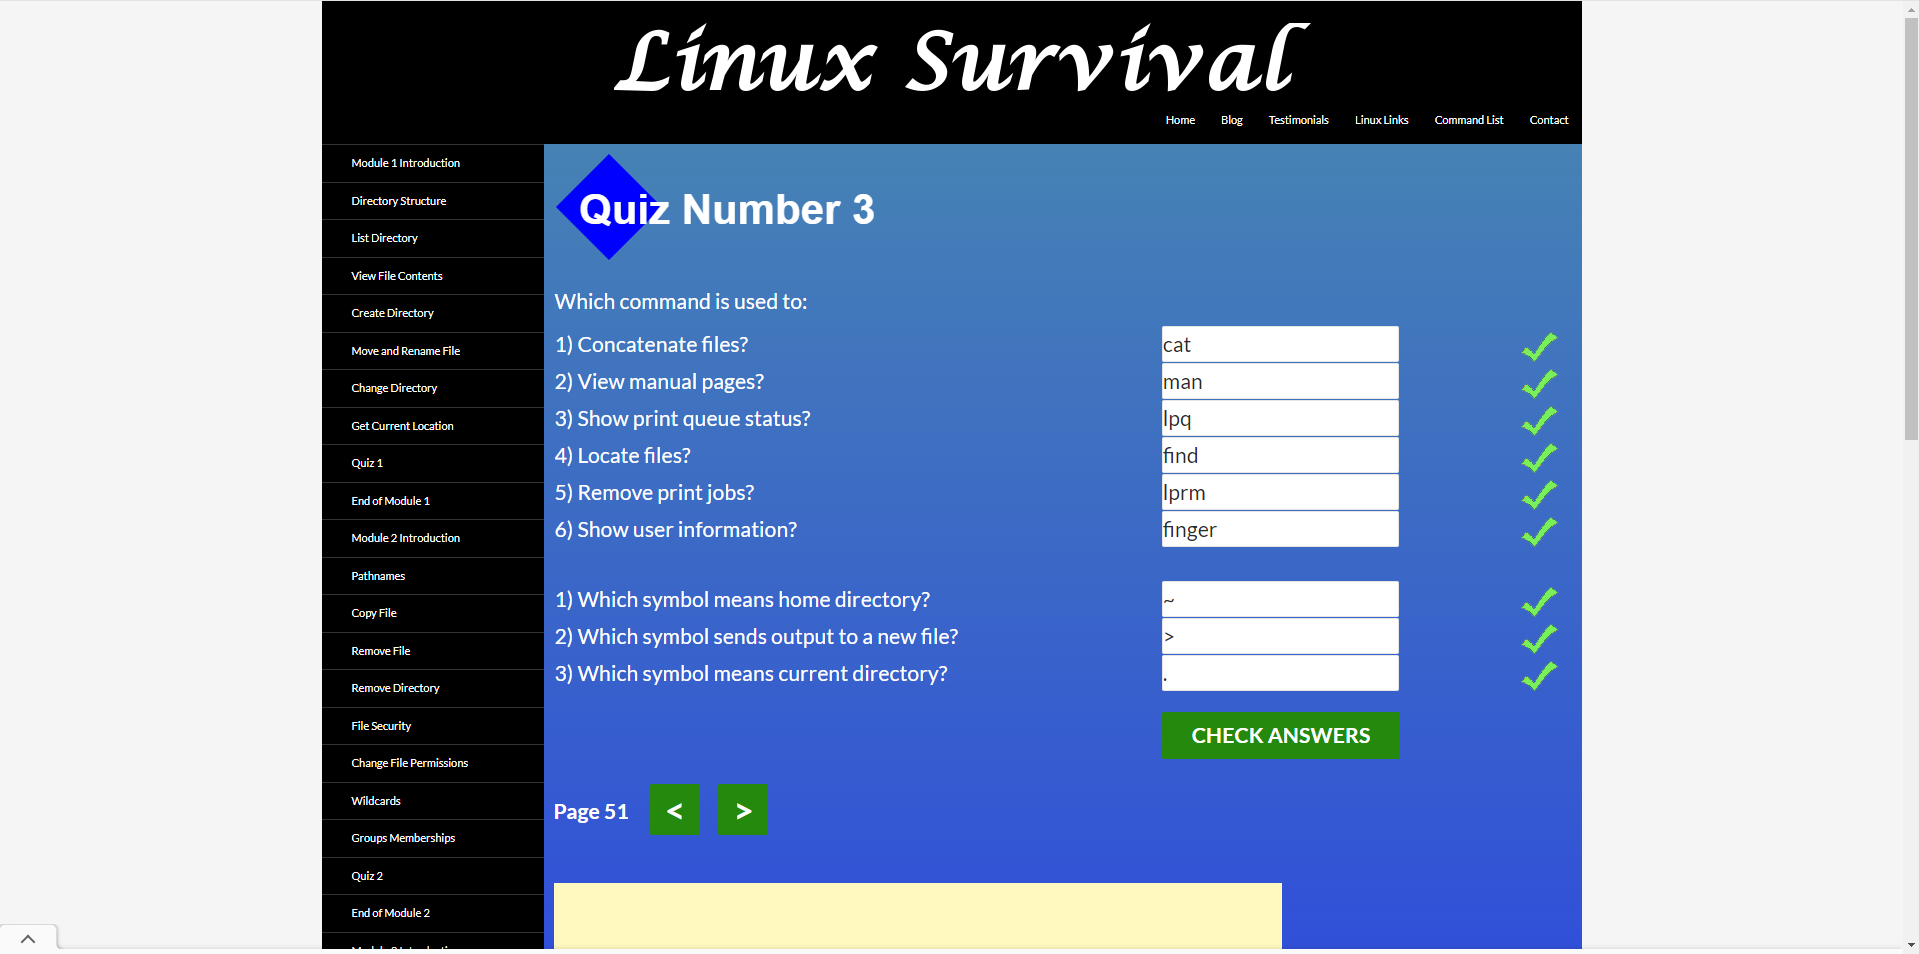 Linux Survival
Home Blog Testimonials Linux Links Command List Contact
Module 1 Introduction
Directory Structure
List Directory
View File Contents
Create Directory
Move and Rename File
Change Directory
Get Current Location
Quiz 1
End of Module 1
Module 2 Introduction
Pathnames
Copy File
Remove File
Remove Directory
File Security
Change File Permissions
Wildcards
Groups Memberships
Quiz 2
End of Module 2
Quiz Number 3
Which command is used to:
1) Concatenate files? cat
2) View manual pages? man
3) Show print queue status? lpq
4) Locate files? find
5) Remove print jobs? lprm
6) Show user information? finger
1) Which symbol means home directory? ~
2) Which symbol sends output to a new file? >
3) Which symbol means current directory? .
CHECK ANSWERS
Page 51 < >